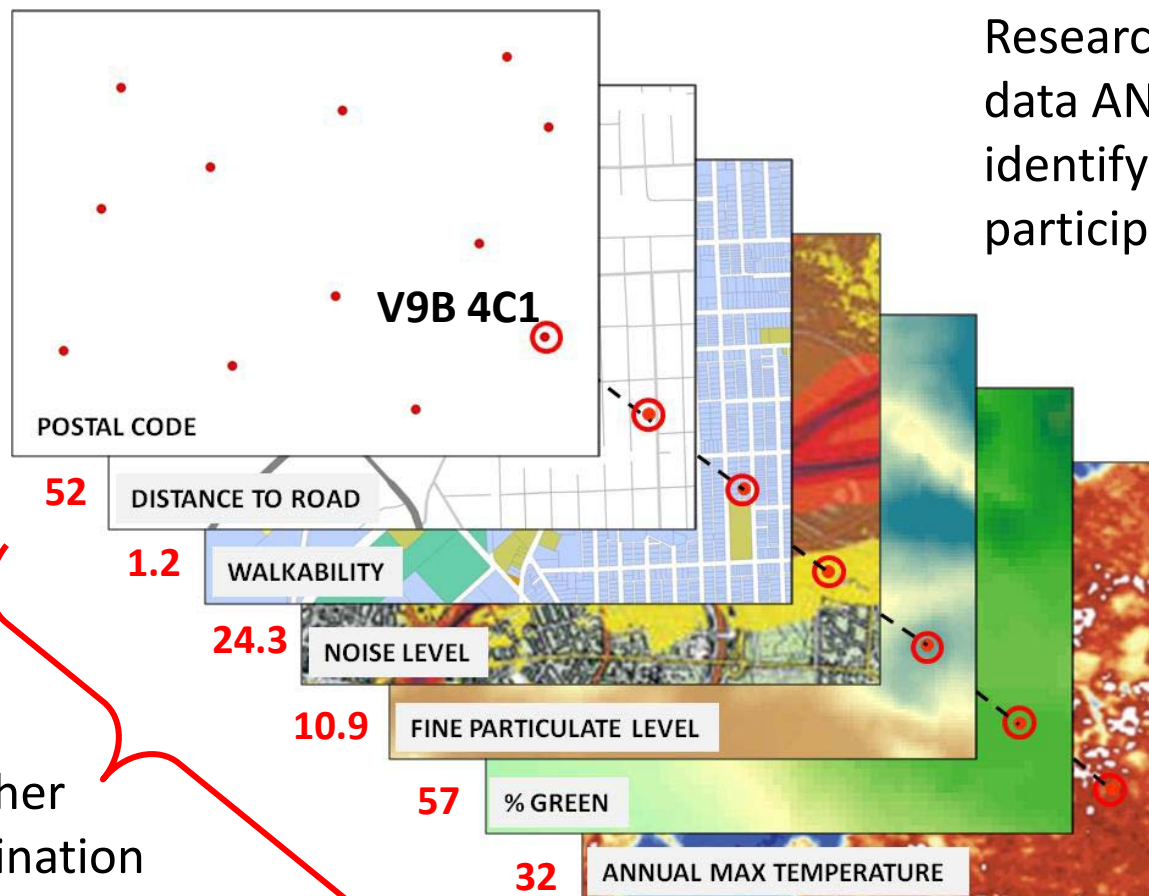 Researc
data AN
identify
particip
V9B 4C1
POSTAL CODE
52 DISTANCE TO ROAD
1.2 WALKABILITY
24.3 NOISE LEVEL
10.9 FINE PARTICULATE LEVEL
her
57 % GREEN
ination
32 ANNUAL MAX TEMPERATURE